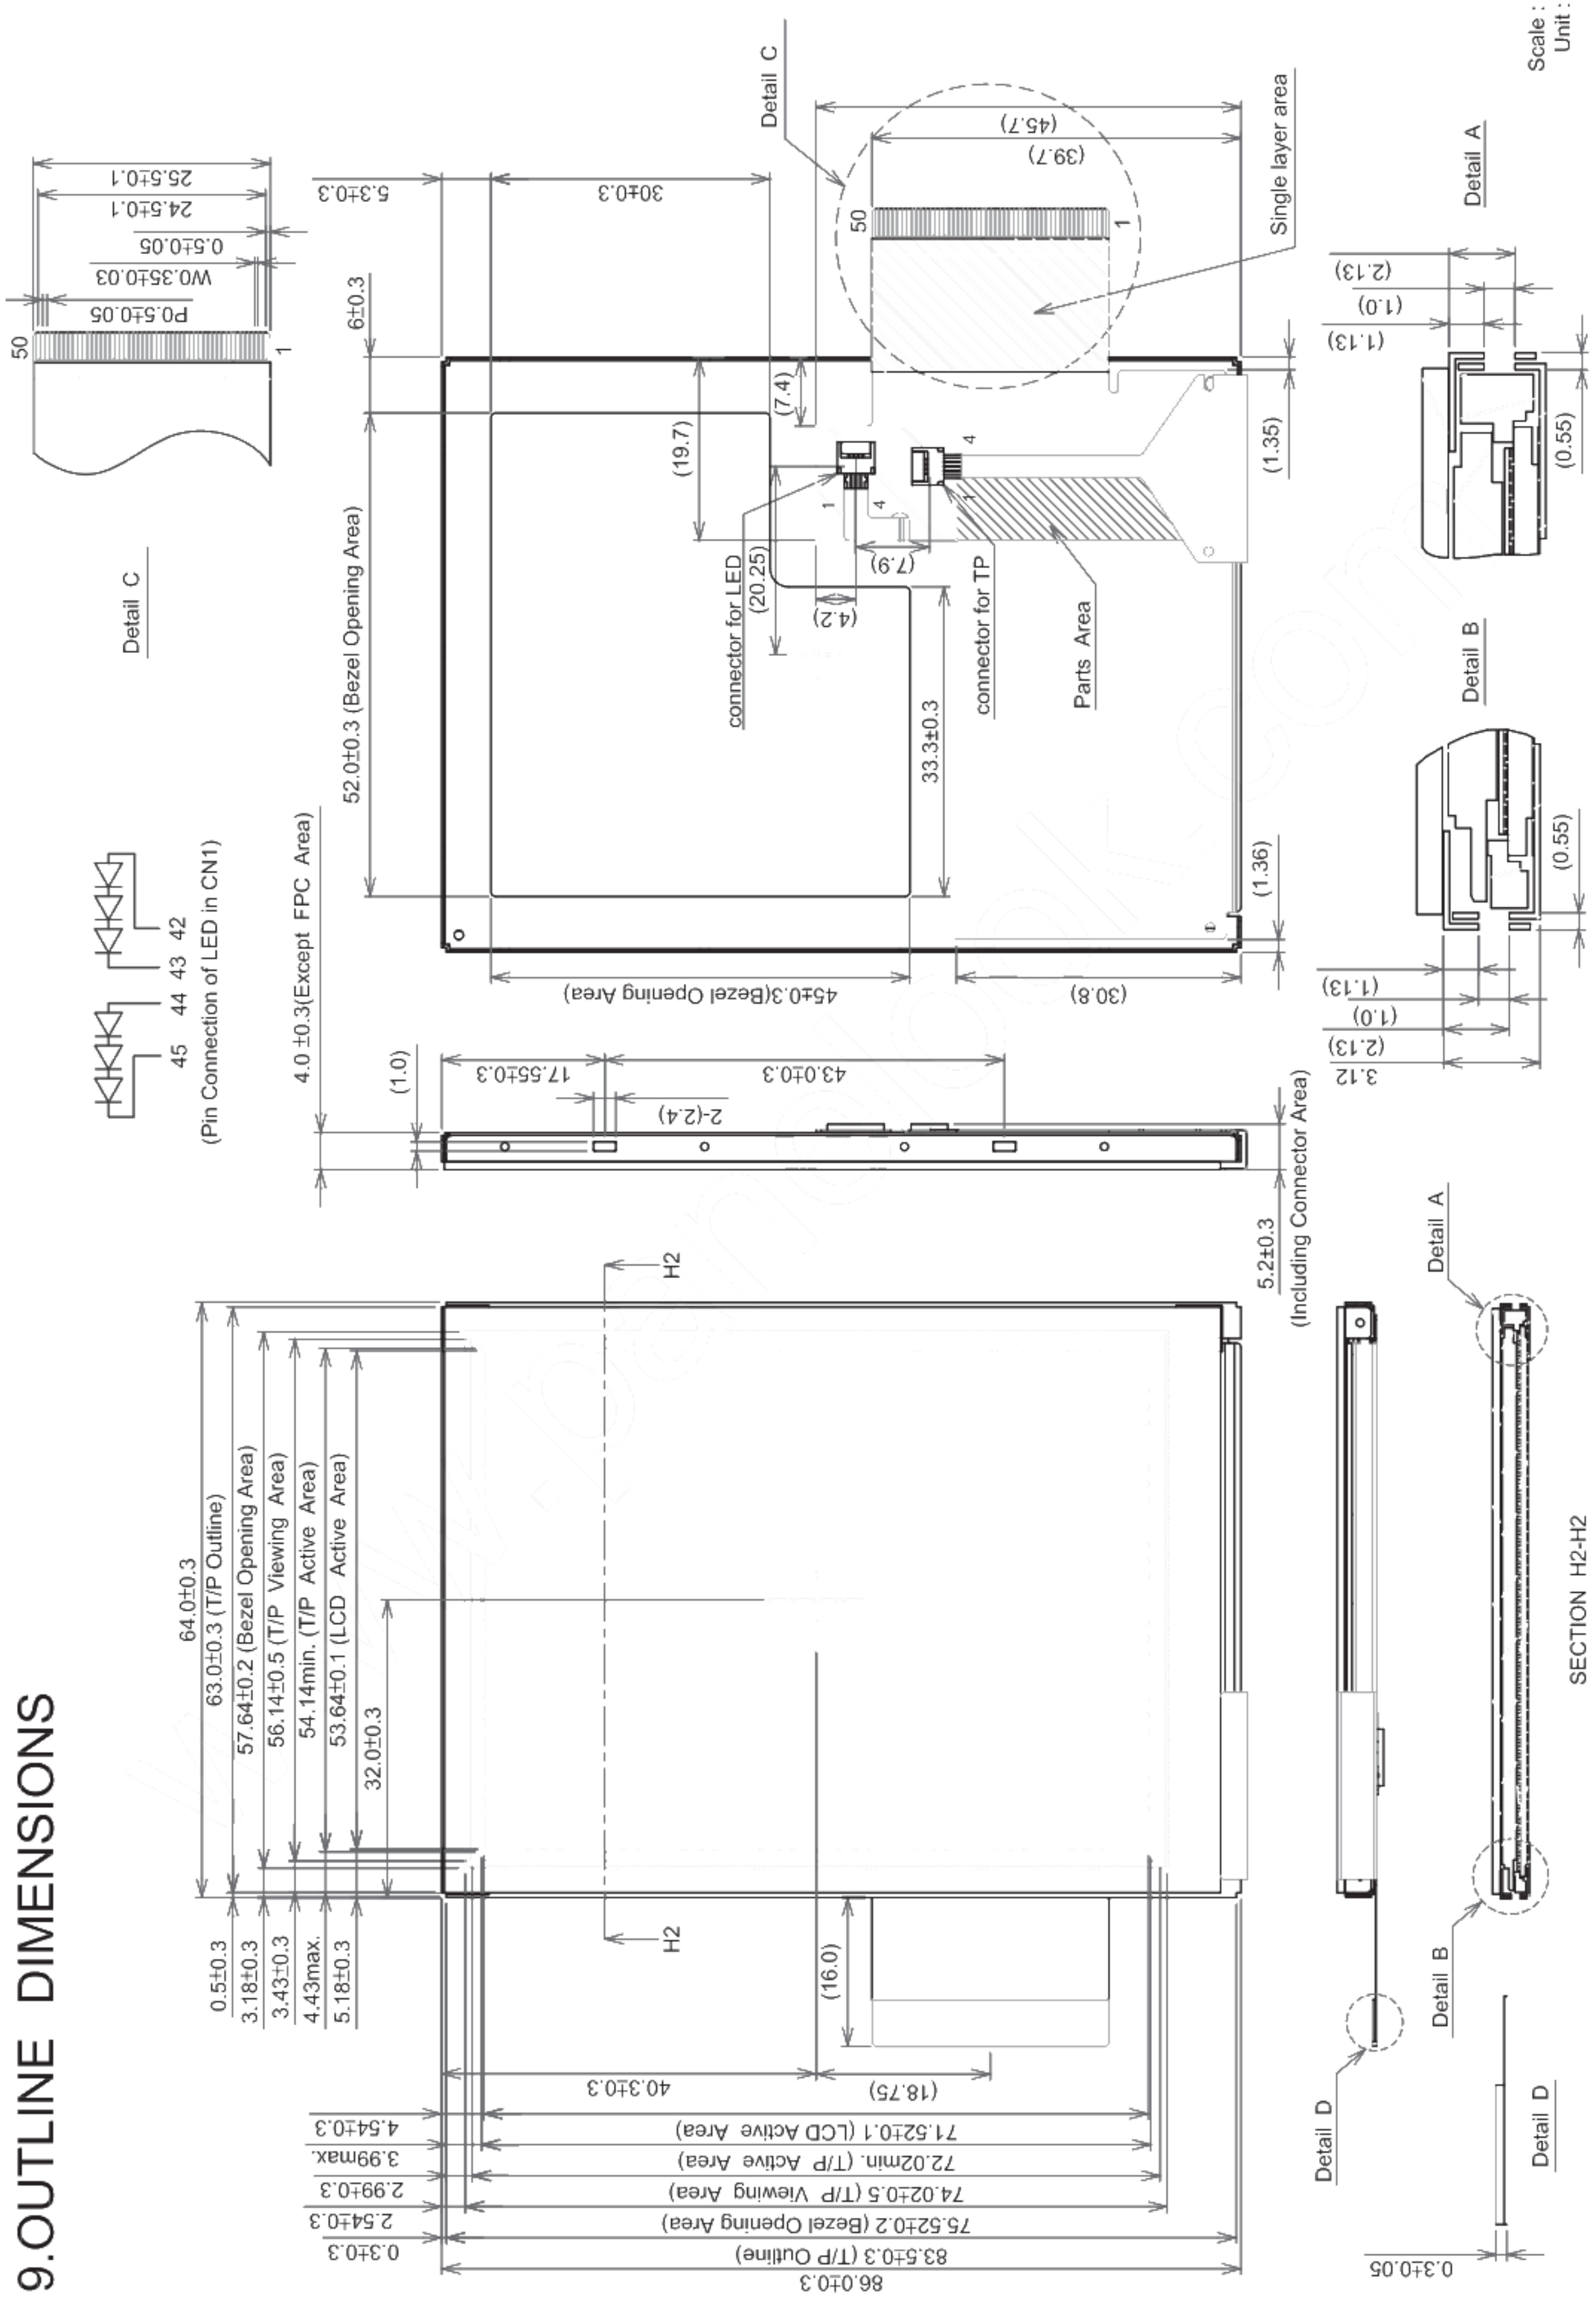 9.OUTLINE DIMENSIONS
64.0±0.3
63.0±0.3 (T/P Outline)
57.64±0.2 (Bezel Opening Area)
56.14±0.5 (T/P Viewing Area)
54.14min. (T/P Active Area)
53.64±0.1 (LCD Active Area)
32.0±0.3
0.5±0.3
3.18±0.3
3.43±0.3
4.43max.
5.18±0.3
H2
H2
(16.0)
86.0±0.3
83.5±0.3 (T/P Outline)
75.52±0.2 (Bezel Opening Area)
74.02±0.5 (T/P Viewing Area)
72.02min. (T/P Active Area)
71.52±0.1 (LCD Active Area)
0.3±0.3
2.54±0.3
2.99±0.3
3.99max.
4.54±0.3
40.3±0.3
(18.75)
45 44 43 42
(Pin Connection of LED in CN1)
4.0 ±0.3(Except FPC Area)
(1.0)
17.55±0.3
43.0±0.3
2-(2.4)
5.2±0.3
(Including Connector Area)
Detail C
50
1
P0.5±0.05
W0.35±0.03
0.5±0.05
24.5±0.1
25.5±0.1
52.0±0.3 (Bezel Opening Area)
6±0.3
5.3±0.3
30±0.3
(19.7)
(7.4)
connector for LED
(20.25)
1
4
(4.2)
(7.9)
1
4
33.3±0.3
connector for TP
Parts Area
45±0.3(Bezel Opening Area)
(30.8)
(1.36)
(1.35)
Detail C
(45.7)
(39.7)
50
1
Single layer area
Detail D
Detail B
Detail A
Detail D
0.3±0.05
SECTION H2-H2
Detail B
(1.13)
(1.0)
(2.13)
3.12
(0.55)
Detail A
(2.13)
(1.0)
(1.13)
(0.55)
Scale :
Unit :